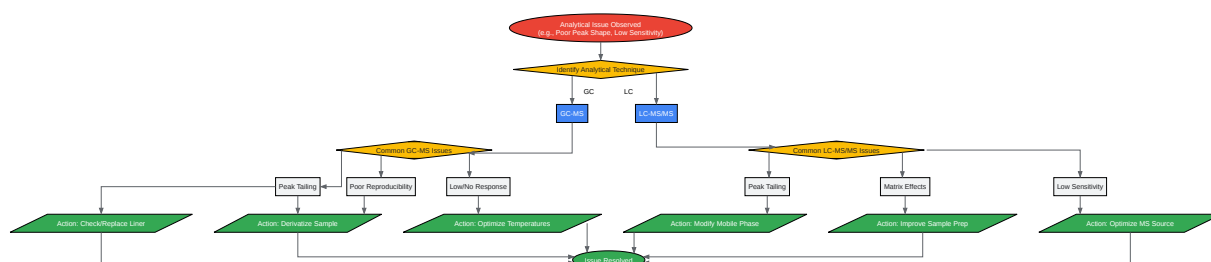 Analytical Issue Observed
(e.g., Poor Peak Shape, Low Sensitivity)
Identify Analytical Technique
GC
LC
GC-MS
LC-MS/MS
Common GC-MS Issues
Common LC-MS/MS Issues
Peak Tailing
Poor Reproducibility
Low/No Response
Peak Tailing
Matrix Effects
Low Sensitivity
Action: Check/Replace Liner
Action: Derivatize Sample
Action: Optimize Temperatures
Action: Modify Mobile Phase
Action: Improve Sample Prep
Action: Optimize MS Source
Issue Resolved